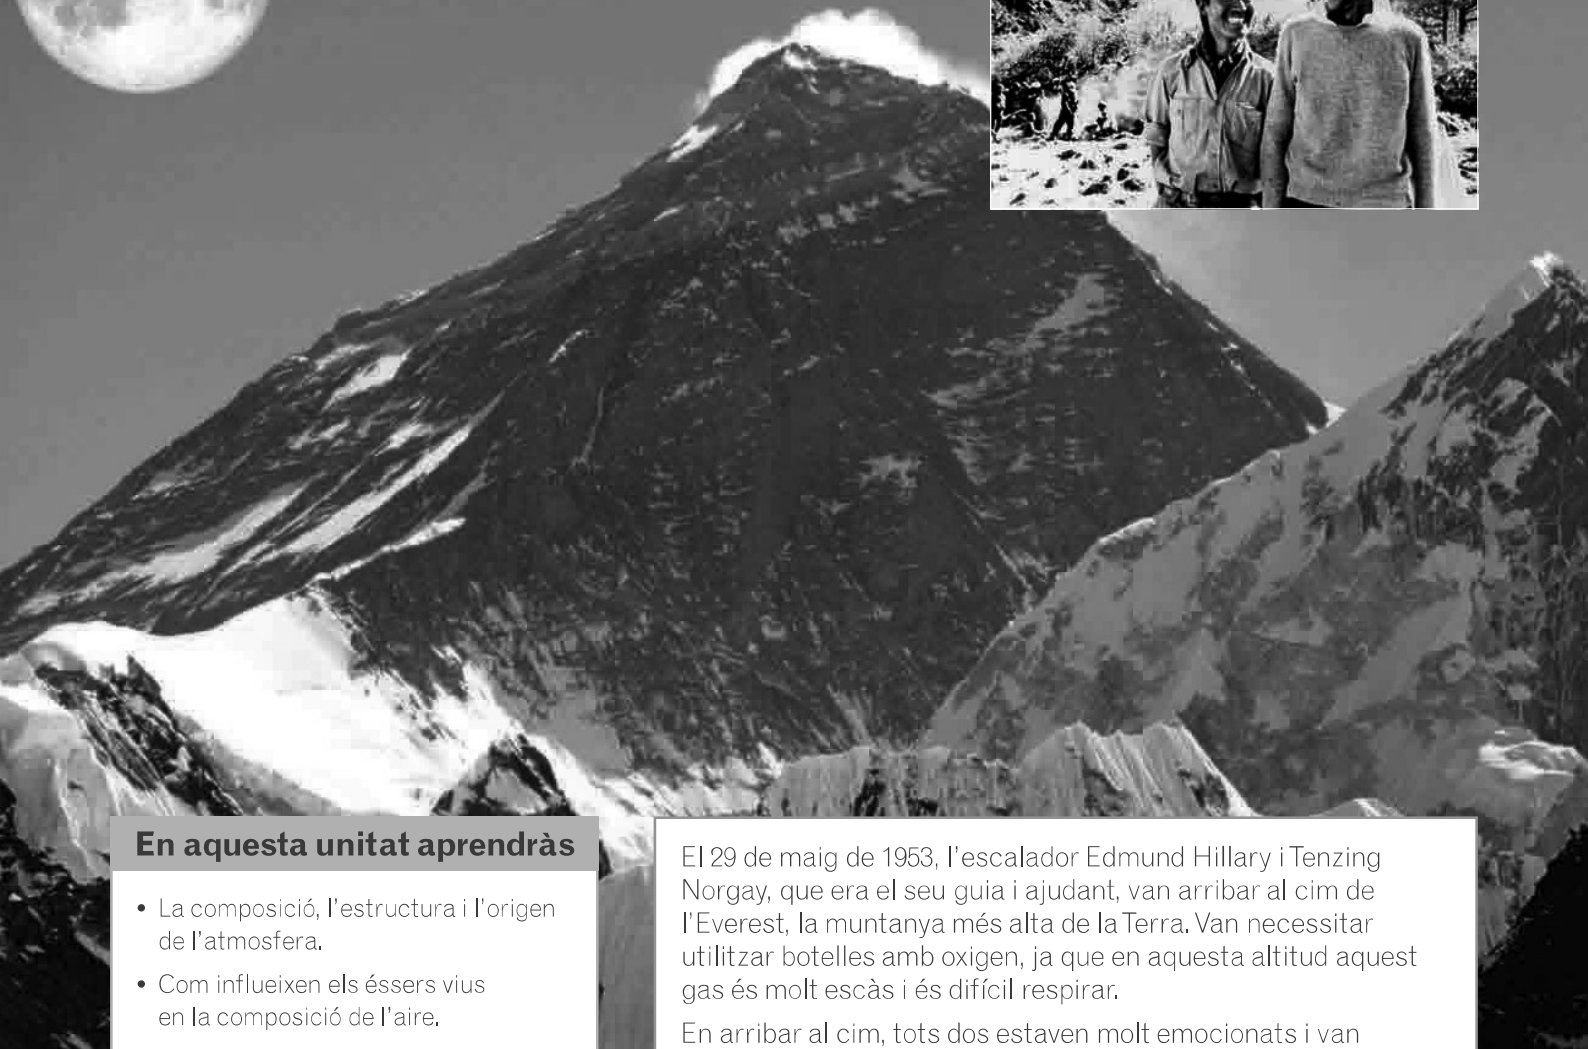 En aquesta unitat aprendràs
• La composició, l'estructura i l'origen
de l'atmosfera.
• Com influeixen els éssers vius
en la composició de l'aire.
El 29 de maig de 1953, l'escalador Edmund Hillary i Tenzing
Norgay, que era el seu guia i ajudant, van arribar al cim de
l'Everest, la muntanya més alta de la Terra. Van necessitar
utilitzar botelles amb oxigen, ja que en aquesta altitud aquest
gas és molt escàs i és difícil respirar.
En arribar al cim, tots dos estaven molt emocionats i van